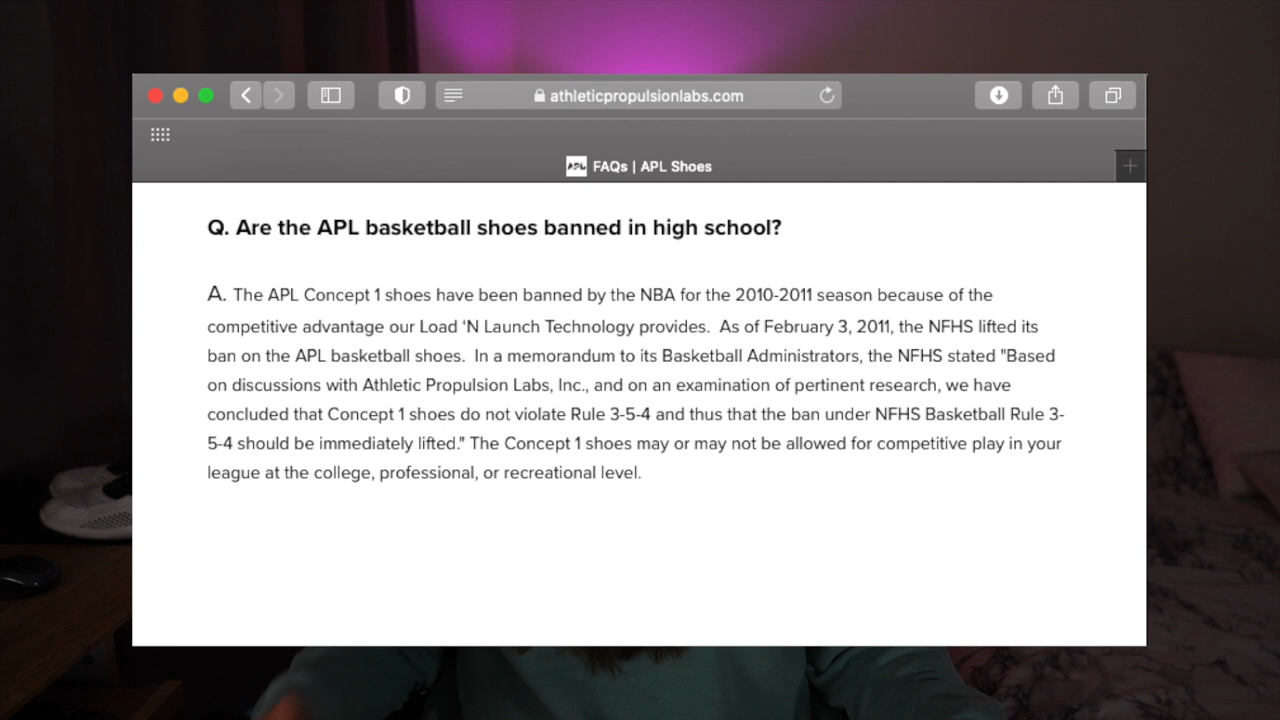 athleticpropulsionlabs.com
APL FAQs | APL Shoes
Q. Are the APL basketball shoes banned in high school?
A. The APL Concept 1 shoes have been banned by the NBA for the 2010-2011 season because of the
competitive advantage our Load ‘N Launch Technology provides.  As of February 3, 2011, the NFHS lifted its
ban on the APL basketball shoes.  In a memorandum to its Basketball Administrators, the NFHS stated "Based
on discussions with Athletic Propulsion Labs, Inc., and on an examination of pertinent research, we have
concluded that Concept 1 shoes do not violate Rule 3-5-4 and thus that the ban under NFHS Basketball Rule 3-
5-4 should be immediately lifted." The Concept 1 shoes may or may not be allowed for competitive play in your
league at the college, professional, or recreational level.